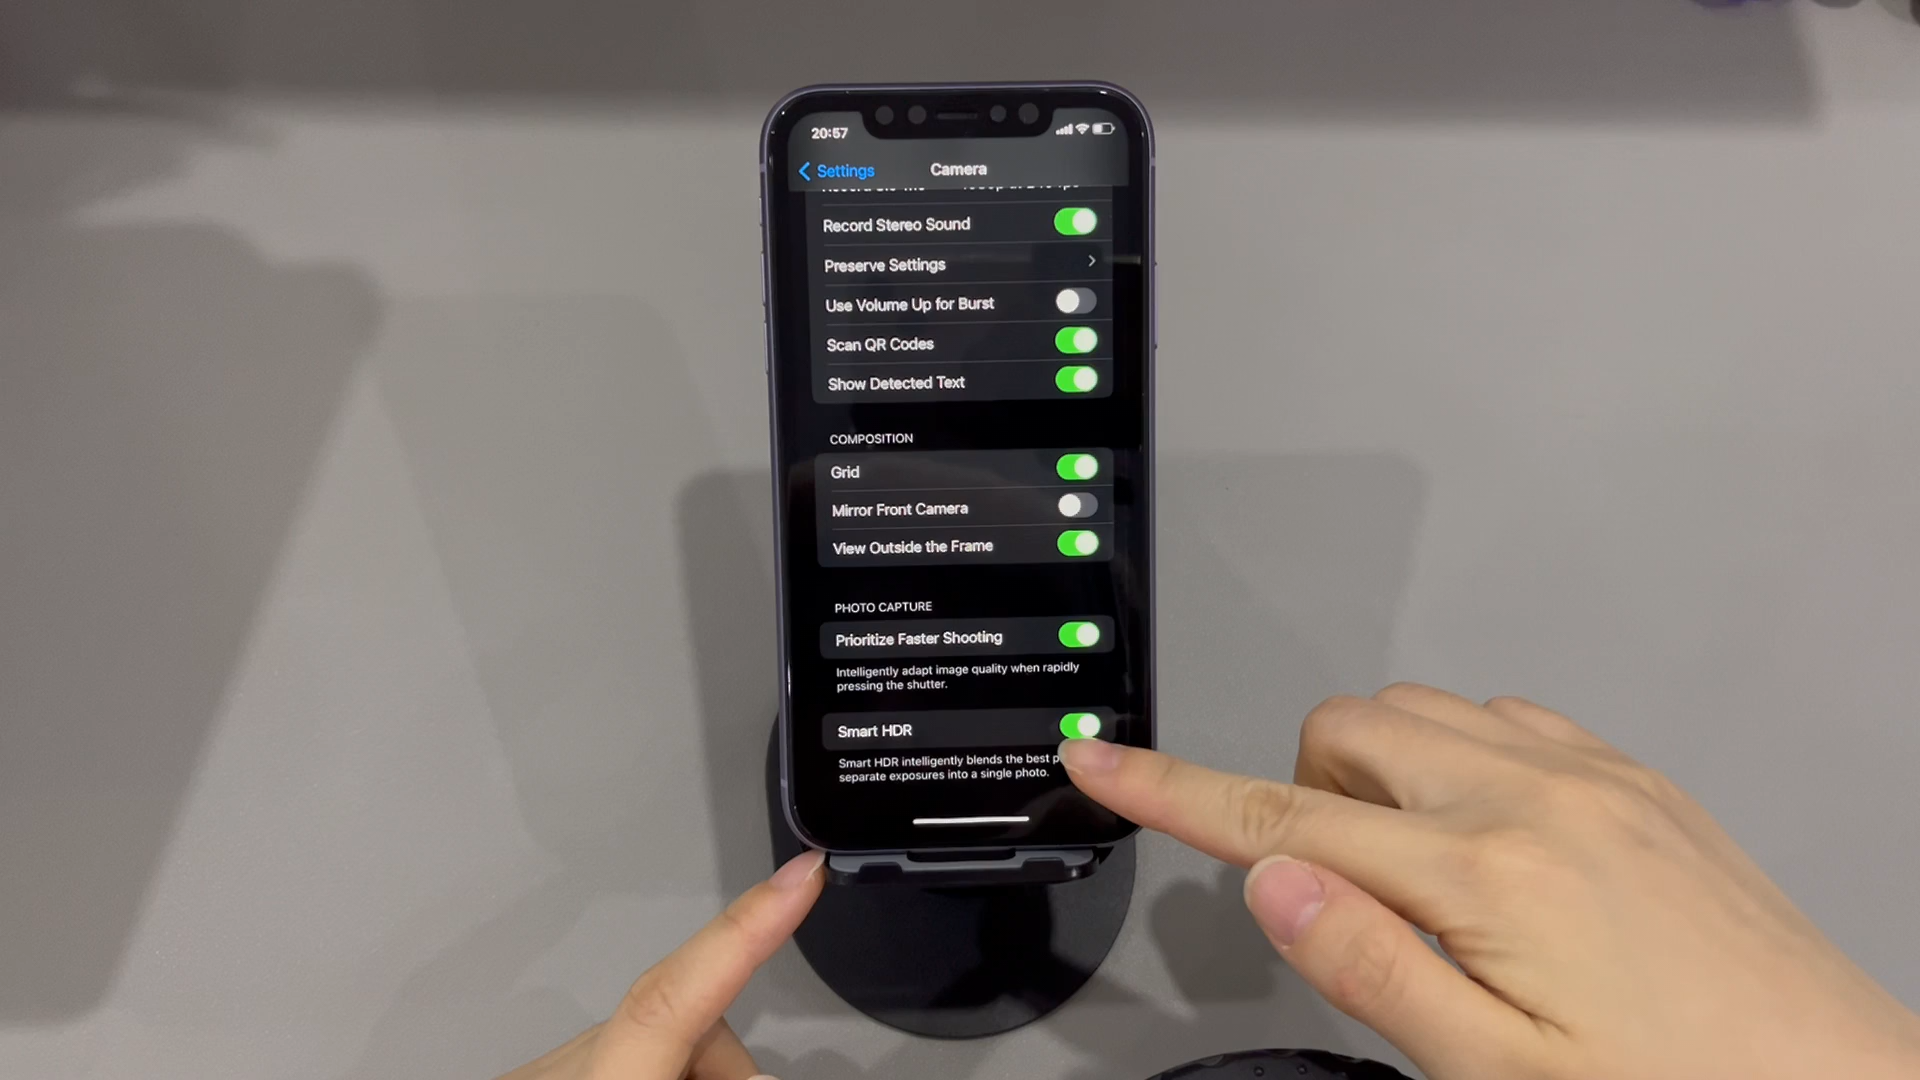 20:57
Settings
Camera
Record Stereo Sound
Preserve Settings
Use Volume Up for Burst
Scan QR Codes
Show Detected Text
COMPOSITION
Grid
Mirror Front Camera
View Outside the Frame
PHOTO CAPTURE
Prioritize Faster Shooting
Intelligently adapt image quality when rapidly
pressing the shutter.
Smart HDR
Smart HDR intelligently blends the best
separate exposures into a single photo.